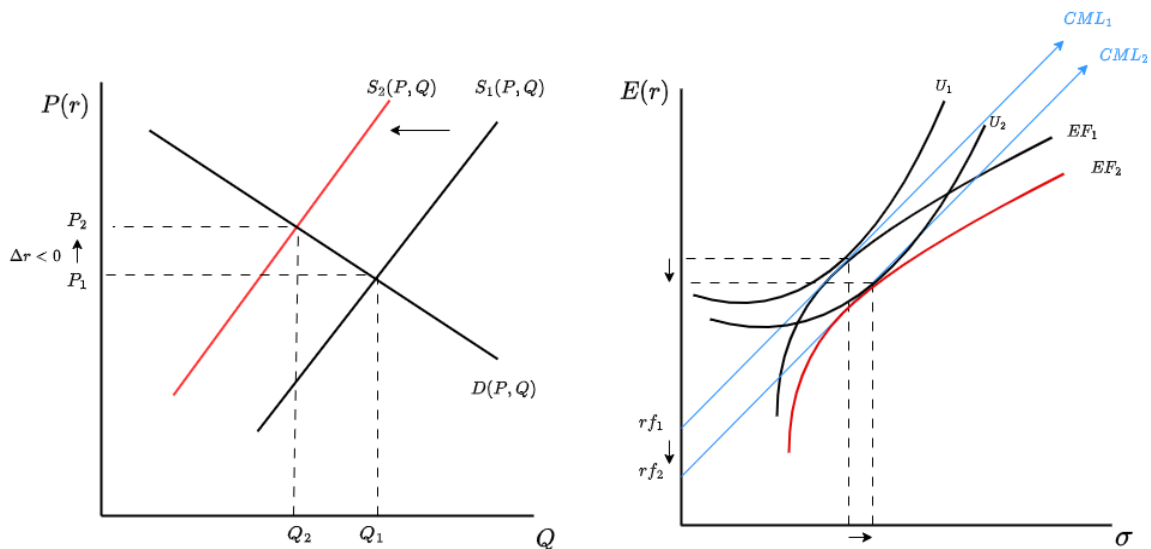 P(r)
S₂(P, Q)
S₁(P, Q)
P₂
Δr < 0
P₁
D(P, Q)
Q₂
Q₁
Q
CML₁
CML₂
E(r)
U₁
U₂
EF₁
EF₂
rf₁
rf₂
σ